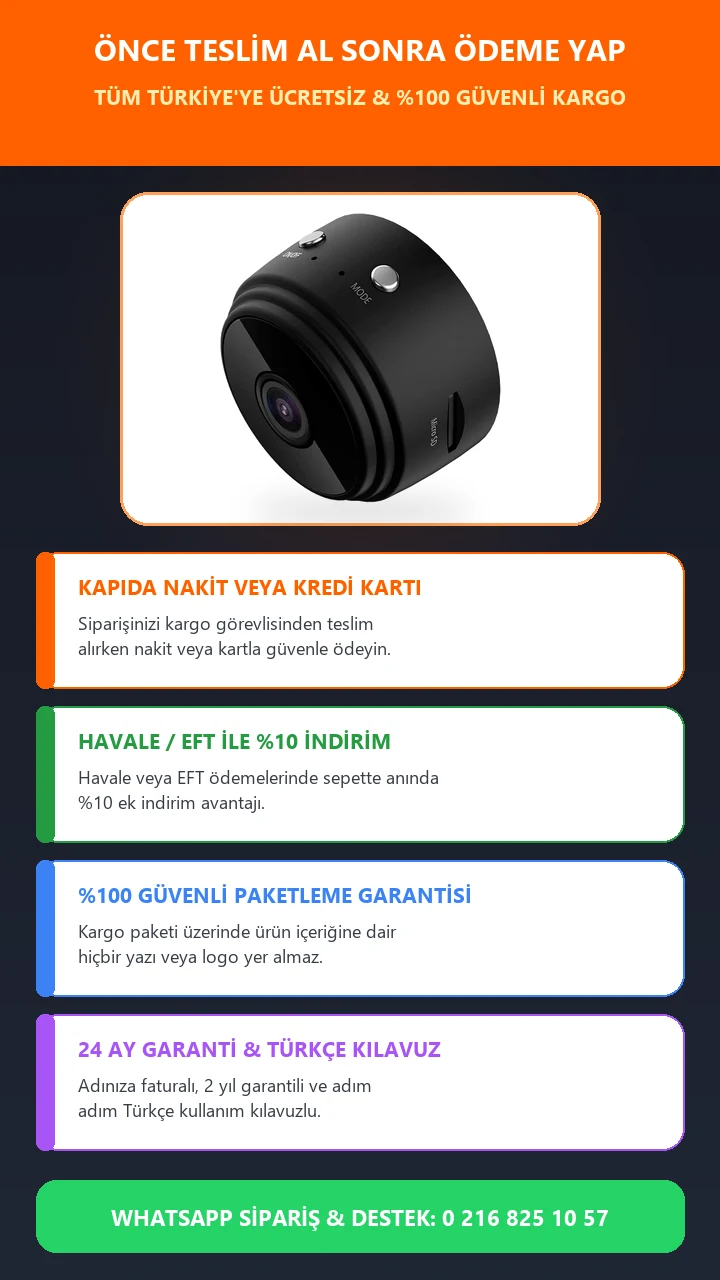 ÖNCE TESLİM AL SONRA ÖDEME YAP
TÜM TÜRKİYE'YE ÜCRETSİZ & %100 GÜVENLİ KARGO
ON/OFF
MODE
Micro SD
KAPIDA NAKİT VEYA KREDİ KARTI
Siparişinizi kargo görevlisinden teslim
alırken nakit veya kartla güvenle ödeyin.
HAVALE / EFT İLE %10 İNDİRİM
Havale veya EFT ödemelerinde sepette anında
%10 ek indirim avantajı.
%100 GÜVENLİ PAKETLEME GARANTİSİ
Kargo paketi üzerinde ürün içeriğine dair
hiçbir yazı veya logo yer almaz.
24 AY GARANTİ & TÜRKÇE KILAVUZ
Adınıza faturalı, 2 yıl garantili ve adım
adım Türkçe kullanım kılavuzlu.
WHATSAPP SİPARİŞ & DESTEK: 0 216 825 10 57